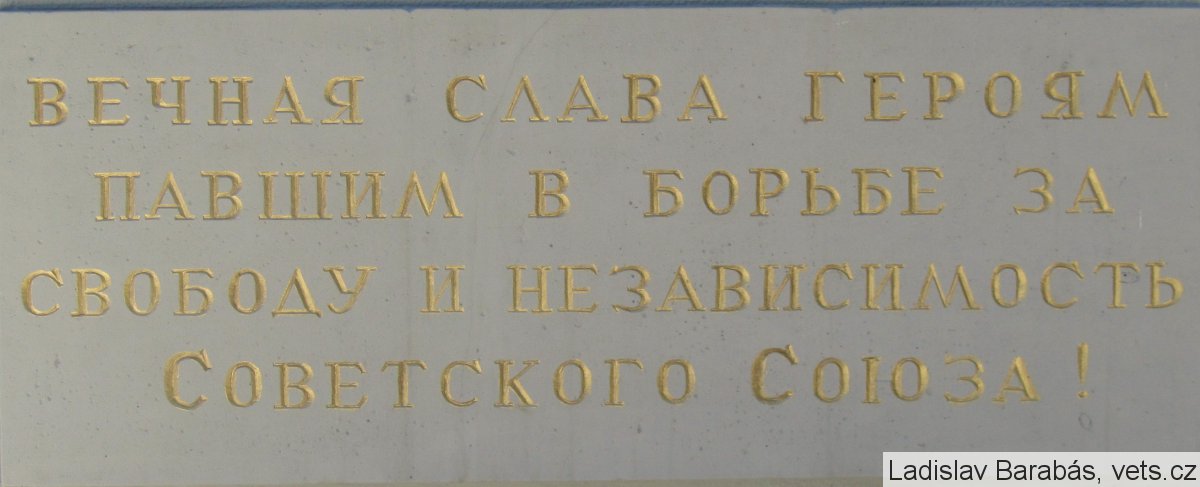 ВЕЧНАЯ СЛАВА ГЕРОЯМ
ПАВШИМ В БОРЬБЕ ЗА
СВОБОДУ И НЕЗАВИСИМОСТЬ
СОВЕТСКОГО СОЮЗА!
Ladislav Barabás, vets.cz